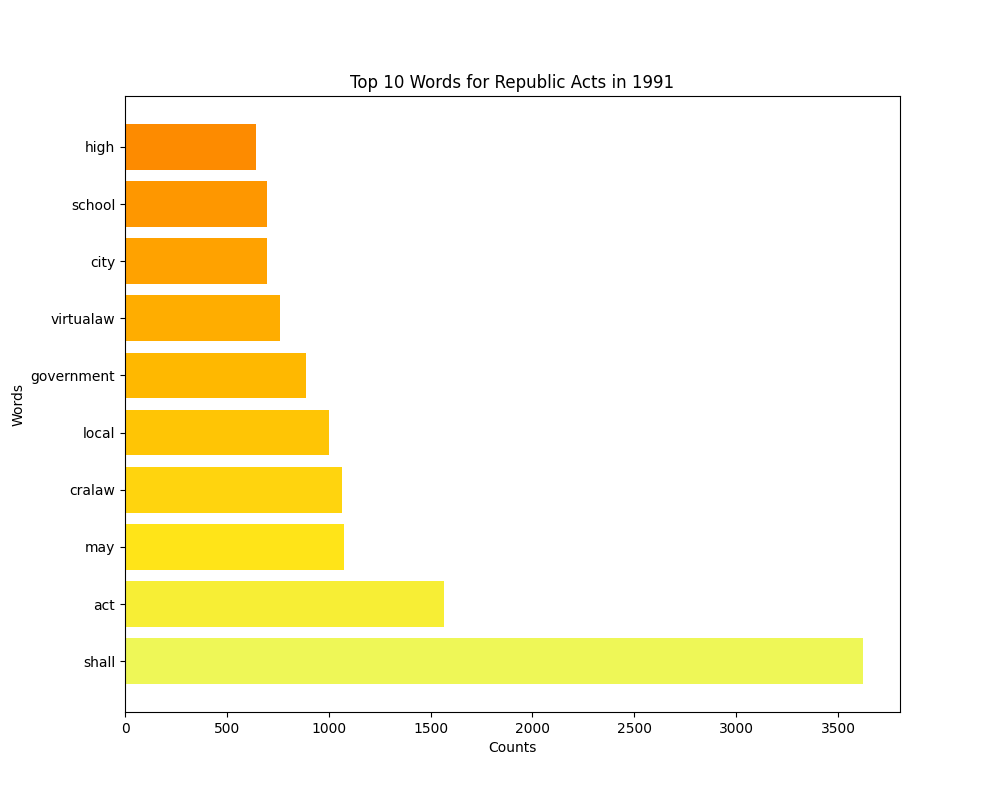 Top 10 Words for Republic Acts in 1991
high
school
city
virtualaw
government
local
cralaw
may
act
shall
Words
0 500 1000 1500 2000 2500 3000 3500
Counts